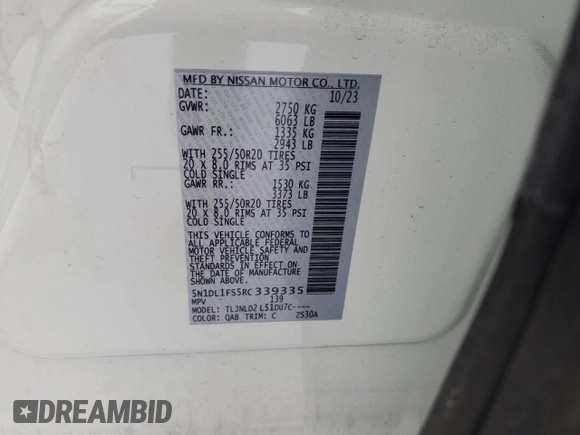 MFD BY NISSAN MOTOR CO., LTD.
DATE: 10/23
GVWR: 2750 KG
6063 LB
GAWR FR.: 1335 KG
2943 LB
WITH 255/50R20 TIRES
20 x 8.0 RIMS AT 35 PSI
COLD SINGLE
GAWR RR.: 1530 KG
3373 LB
WITH 255/50R20 TIRES
20 x 8.0 RIMS AT 35 PSI
COLD SINGLE
THIS VEHICLE CONFORMS TO
ALL APPLICABLE FEDERAL
MOTOR VEHICLE SAFETY
AND THEFT PREVENTION
STANDARDS IN EFFECT ON
THE DATE OF MANUFACTURE
SHOWN ABOVE.
5N1DL1FS5RC339335
MPV 139
MODEL: TLJNLD2 L51DU7C----
COLOR: QAB TRIM: C 2S30A
DREAMBID